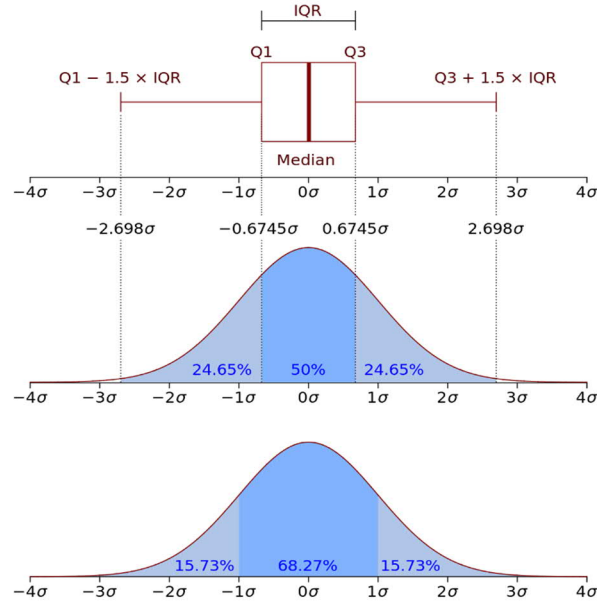 IQR
Q1 Q3
Q1 − 1.5 × IQR Q3 + 1.5 × IQR
Median
−4σ −3σ −2σ −1σ 0σ 1σ 2σ 3σ 4σ
−2.698σ −0.6745σ 0.6745σ 2.698σ
24.65% 50% 24.65%
−4σ −3σ −2σ −1σ 0σ 1σ 2σ 3σ 4σ
15.73% 68.27% 15.73%
−4σ −3σ −2σ −1σ 0σ 1σ 2σ 3σ 4σ